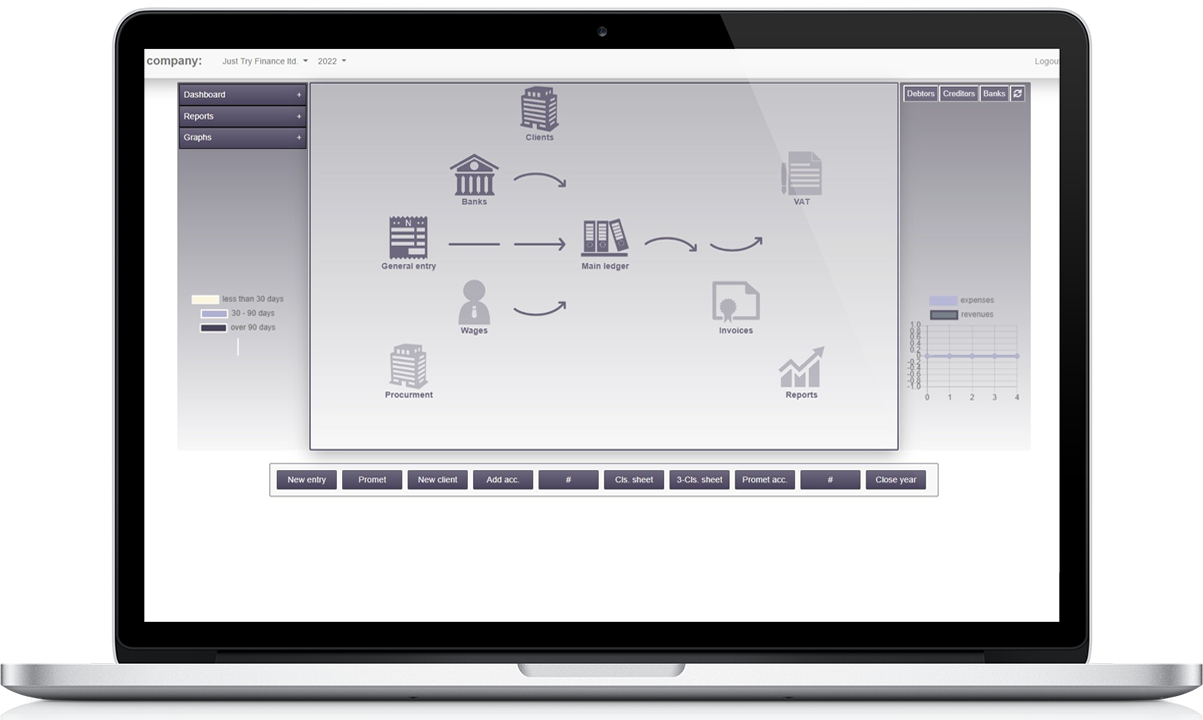 company: Just Try Finance ltd. 2022 Logou
Dashboard +
Reports +
Graphs +
Debtors Creditors Banks
Clients
Banks
VAT
N
General entry
Main ledger
Wages
Invoices
Procurment
Reports
less than 30 days
30 - 90 days
over 90 days
expenses
revenues
1.0
0.8
0.6
0.4
0.2
0
-0.2
-0.4
-0.6
-0.8
-1.0
0 1 2 3 4
New entry Promet New client Add acc. # Cls. sheet 3-Cls. sheet Promet acc. # Close year